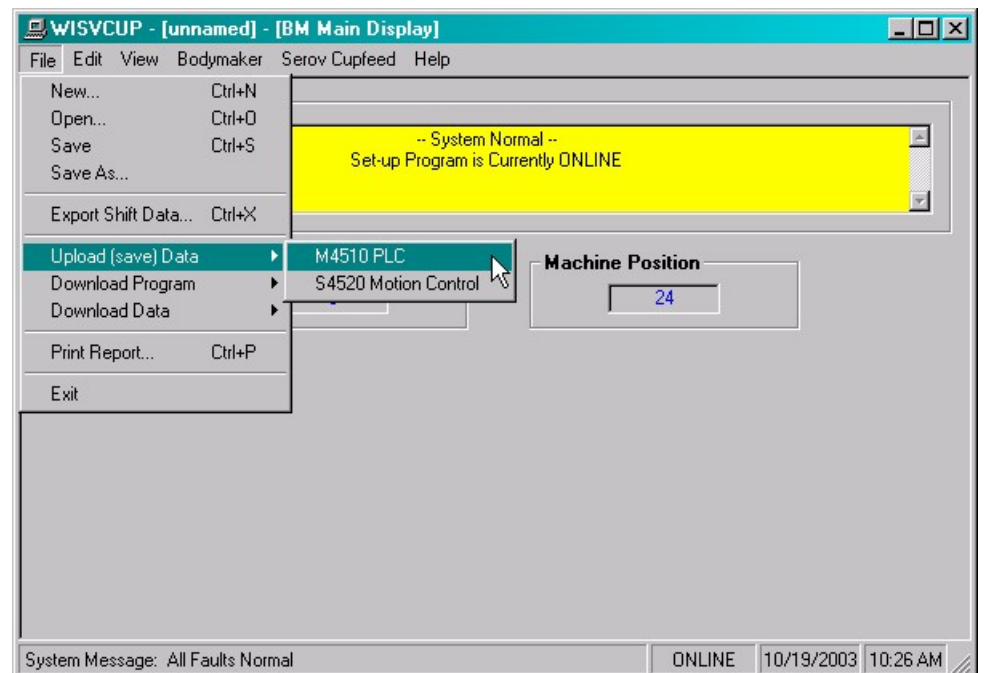 WISVCUP - [unnamed] - [BM Main Display]
File Edit View Bodymaker Serov Cupfeed Help
New... Ctrl+N
Open... Ctrl+O
Save Ctrl+S
Save As...
Export Shift Data... Ctrl+X
Upload (save) Data
Download Program
Download Data
Print Report... Ctrl+P
Exit
M4510 PLC
S4520 Motion Control
-- System Normal --
Set-up Program is Currently ONLINE
Machine Position
24
System Message: All Faults Normal ONLINE 10/19/2003 10:26 AM